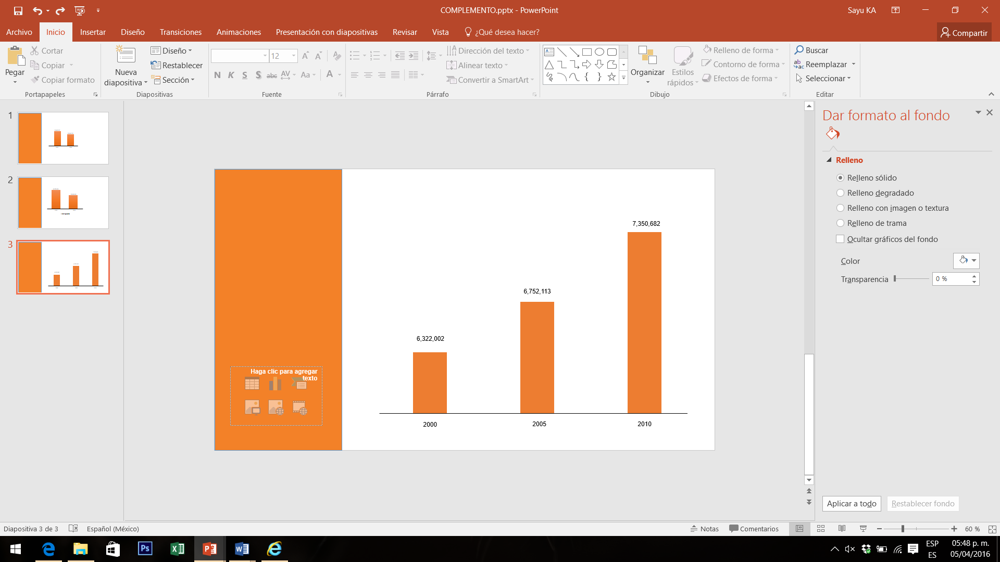 COMPLEMENTO.pptx - PowerPoint
Sayu KA
Archivo Inicio Insertar Diseño Transiciones Animaciones Presentación con diapositivas Revisar Vista ¿Qué desea hacer? Compartir
Pegar
Cortar
Copiar
Copiar formato
Portapapeles
Nueva diapositiva
Diseño
Restablecer
Sección
Diapositivas
12
N K S S abc AV Aa A
Fuente
Dirección del texto
Alinear texto
Convertir a SmartArt
Párrafo
Organizar
Estilos rápidos
Relleno de forma
Contorno de forma
Efectos de forma
Dibujo
Buscar
Reemplazar
Seleccionar
Editar
1
2
3
7,350,682
6,752,113
6,322,002
Haga clic para agregar
texto
2000 2005 2010
Dar formato al fondo
Relleno
Relleno sólido
Relleno degradado
Relleno con imagen o textura
Relleno de trama
Ocultar gráficos del fondo
Color
Transparencia 0 %
Aplicar a todo Restablecer fondo
Diapositiva 3 de 3 Español (México) Notas Comentarios 60 %
ESP
ES
05:48 p. m.
05/04/2016